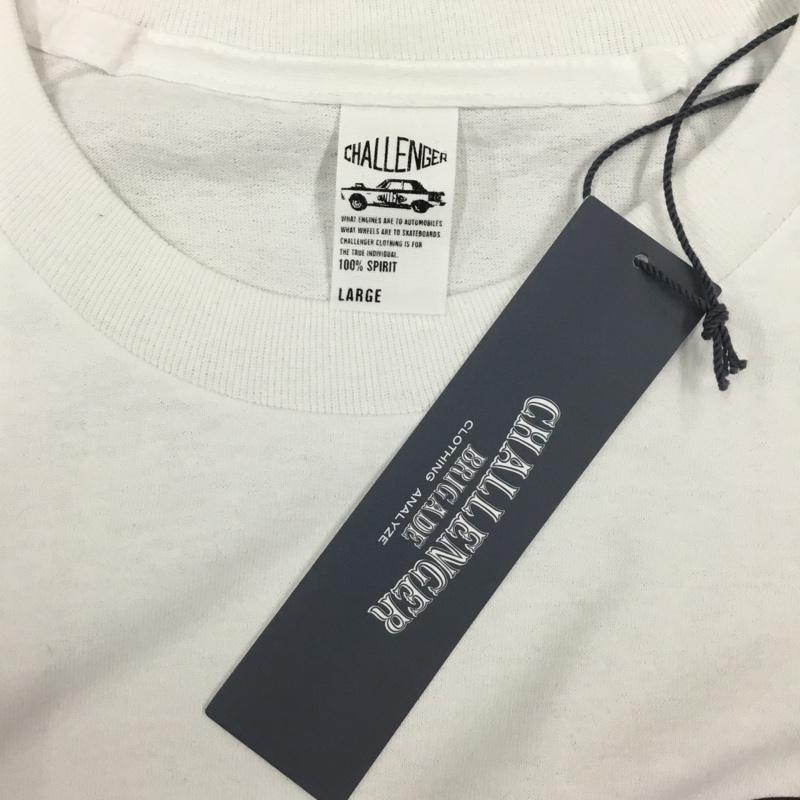 CHALLENGER
WHAT ENGINES ARE TO AUTOMOBILES
WHAT WHEELS ARE TO SKATEBOARDS
CHALLENGER CLOTHING IS FOR
THE TRUE INDIVIDUAL.
100% SPIRIT
LARGE
CHALLENGER
BRIGADE
CLOTHING ANALYZE